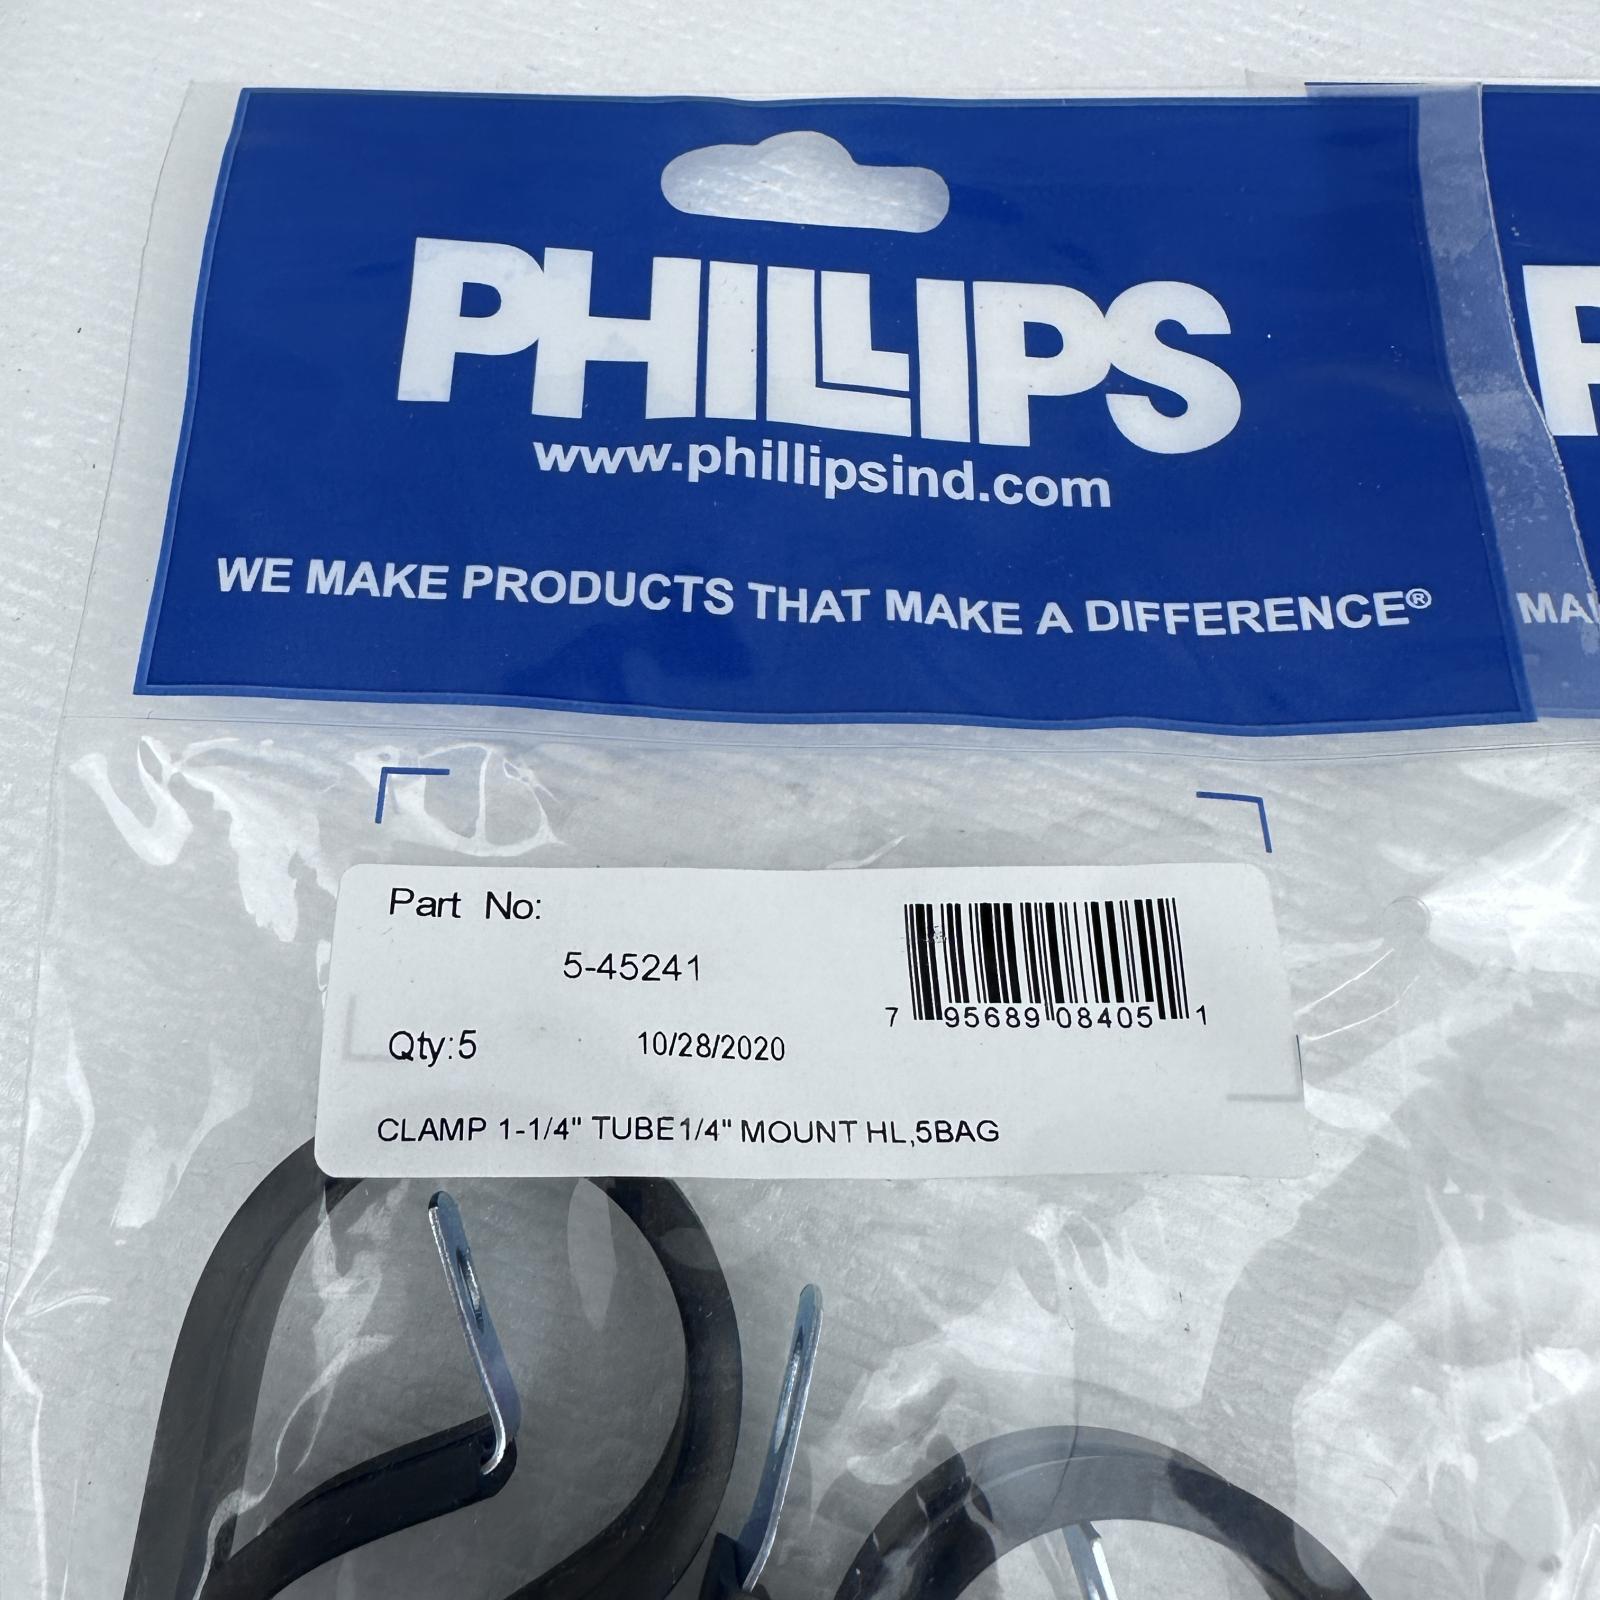 PHILLIPS
www.phillipsind.com
WE MAKE PRODUCTS THAT MAKE A DIFFERENCE®
Part No:
5-45241
Qty:5 10/28/2020
7 95689 08405 1
CLAMP 1-1/4" TUBE1/4" MOUNT HL,5BAG